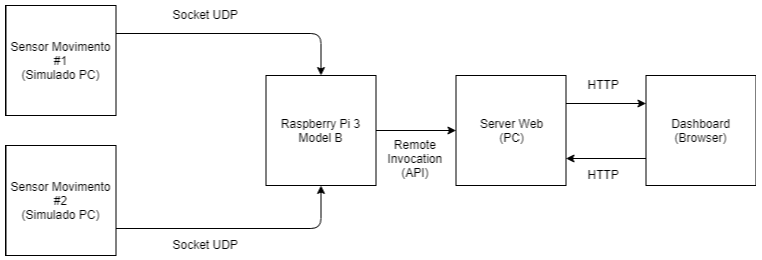 Socket UDP
Sensor Movimento
#1
(Simulado PC)
Raspberry Pi 3
Model B
Remote
Invocation
(API)
Server Web
(PC)
HTTP
HTTP
Dashboard
(Browser)
Sensor Movimento
#2
(Simulado PC)
Socket UDP